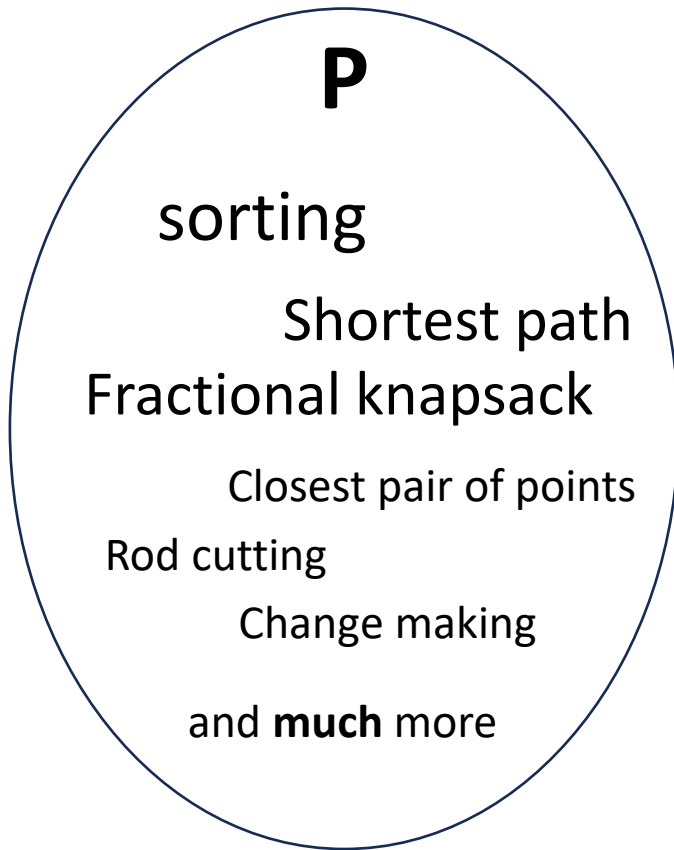 P
sorting
Shortest path
Fractional knapsack
Closest pair of points
Rod cutting
Change making
and much more